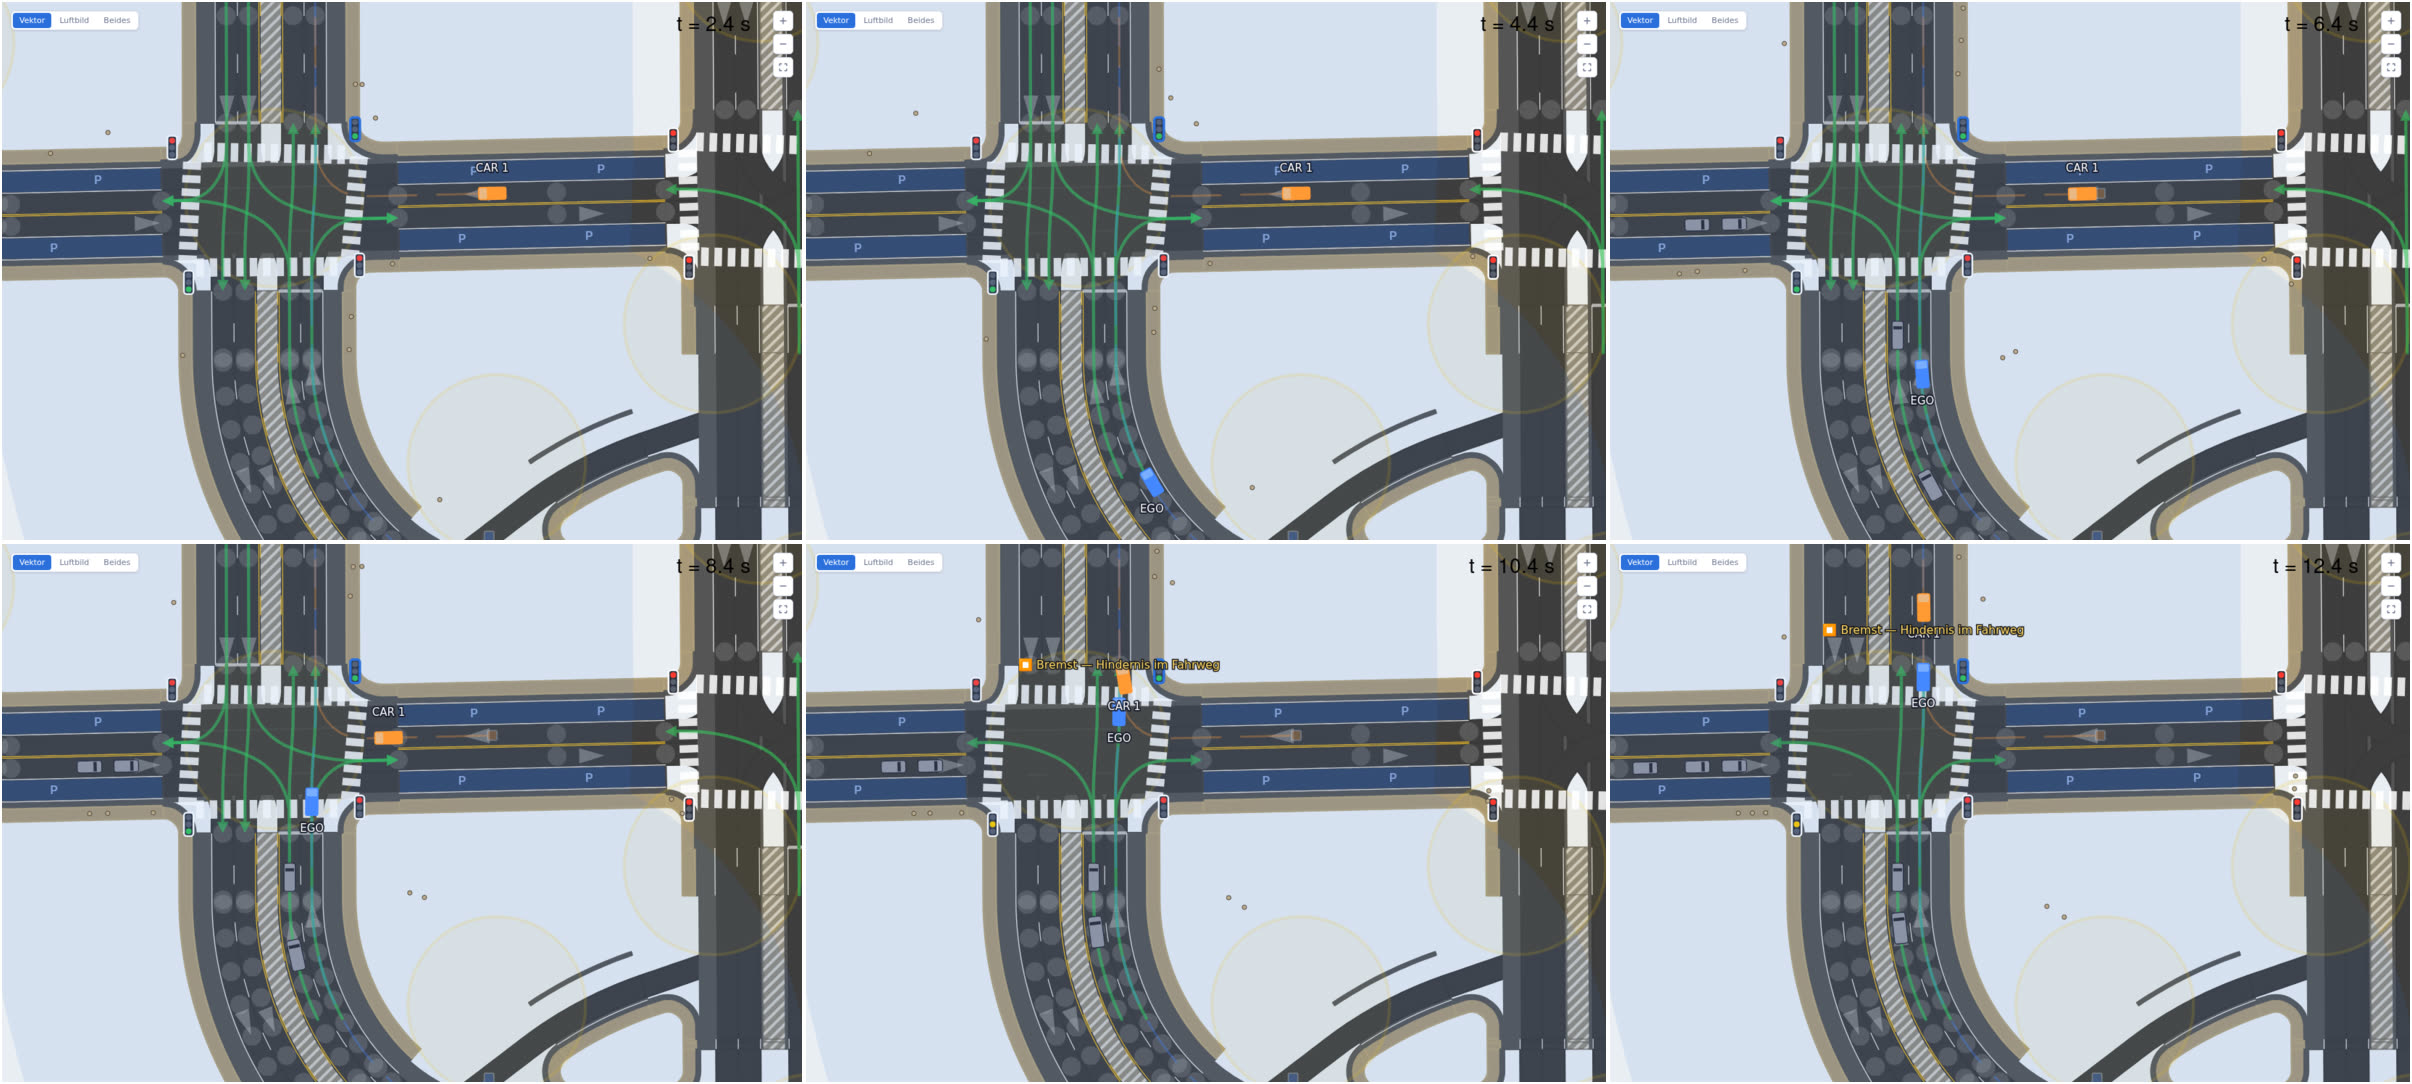 Vektor Luftbild Beides
t = 2.4 s
+
−
CAR 1
P
P
P
P
P
P
Vektor Luftbild Beides
t = 4.4 s
+
−
CAR 1
P
P
P
P
P
P
EGO
Vektor Luftbild Beides
t = 6.4 s
+
−
CAR 1
P
P
P
P
P
EGO
Vektor Luftbild Beides
t = 8.4 s
+
−
CAR 1
P
P
P
P
P
P
EGO
Vektor Luftbild Beides
t = 10.4 s
+
−
Bremst — Hindernis im Fahrweg
CAR 1
P
P
P
P
P
P
EGO
Vektor Luftbild Beides
t = 12.4 s
+
−
Bremst — Hindernis im Fahrweg
CAR 1
EGO
P
P
P
P
P
P